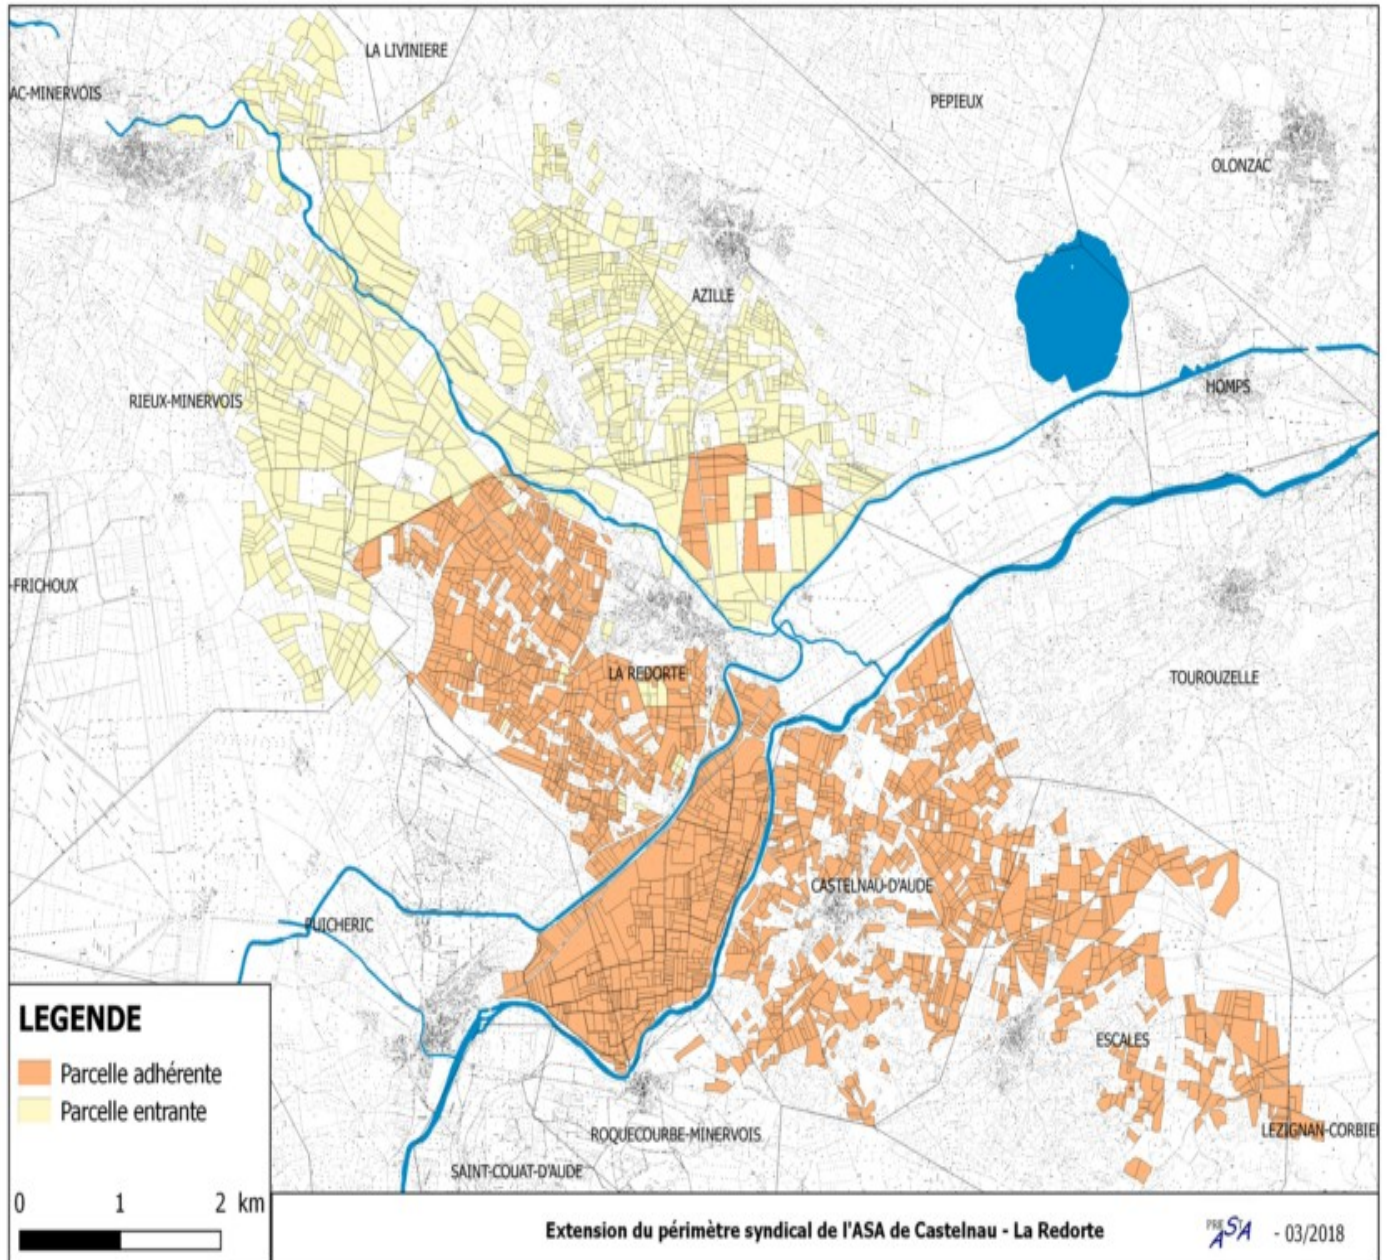 LA LIVINIERE
AC-MINERVOIS
PEPIEUX
OLONZAC
AZILLE
HOMPS
RIEUX-MINERVOIS
-FRICHOUX
LA REDORTE
TOUROUZELLE
CASTELNAU-D'AUDE
PUICHERIC
ESCALES
ROQUECOURBE-MINERVOIS
LEZIGNAN-CORBIE
SAINT-COUAT-D'AUDE
LEGENDE
Parcelle adhérente
Parcelle entrante
0 1 2 km
Extension du périmètre syndical de l'ASA de Castelnau - La Redorte
ASA - 03/2018